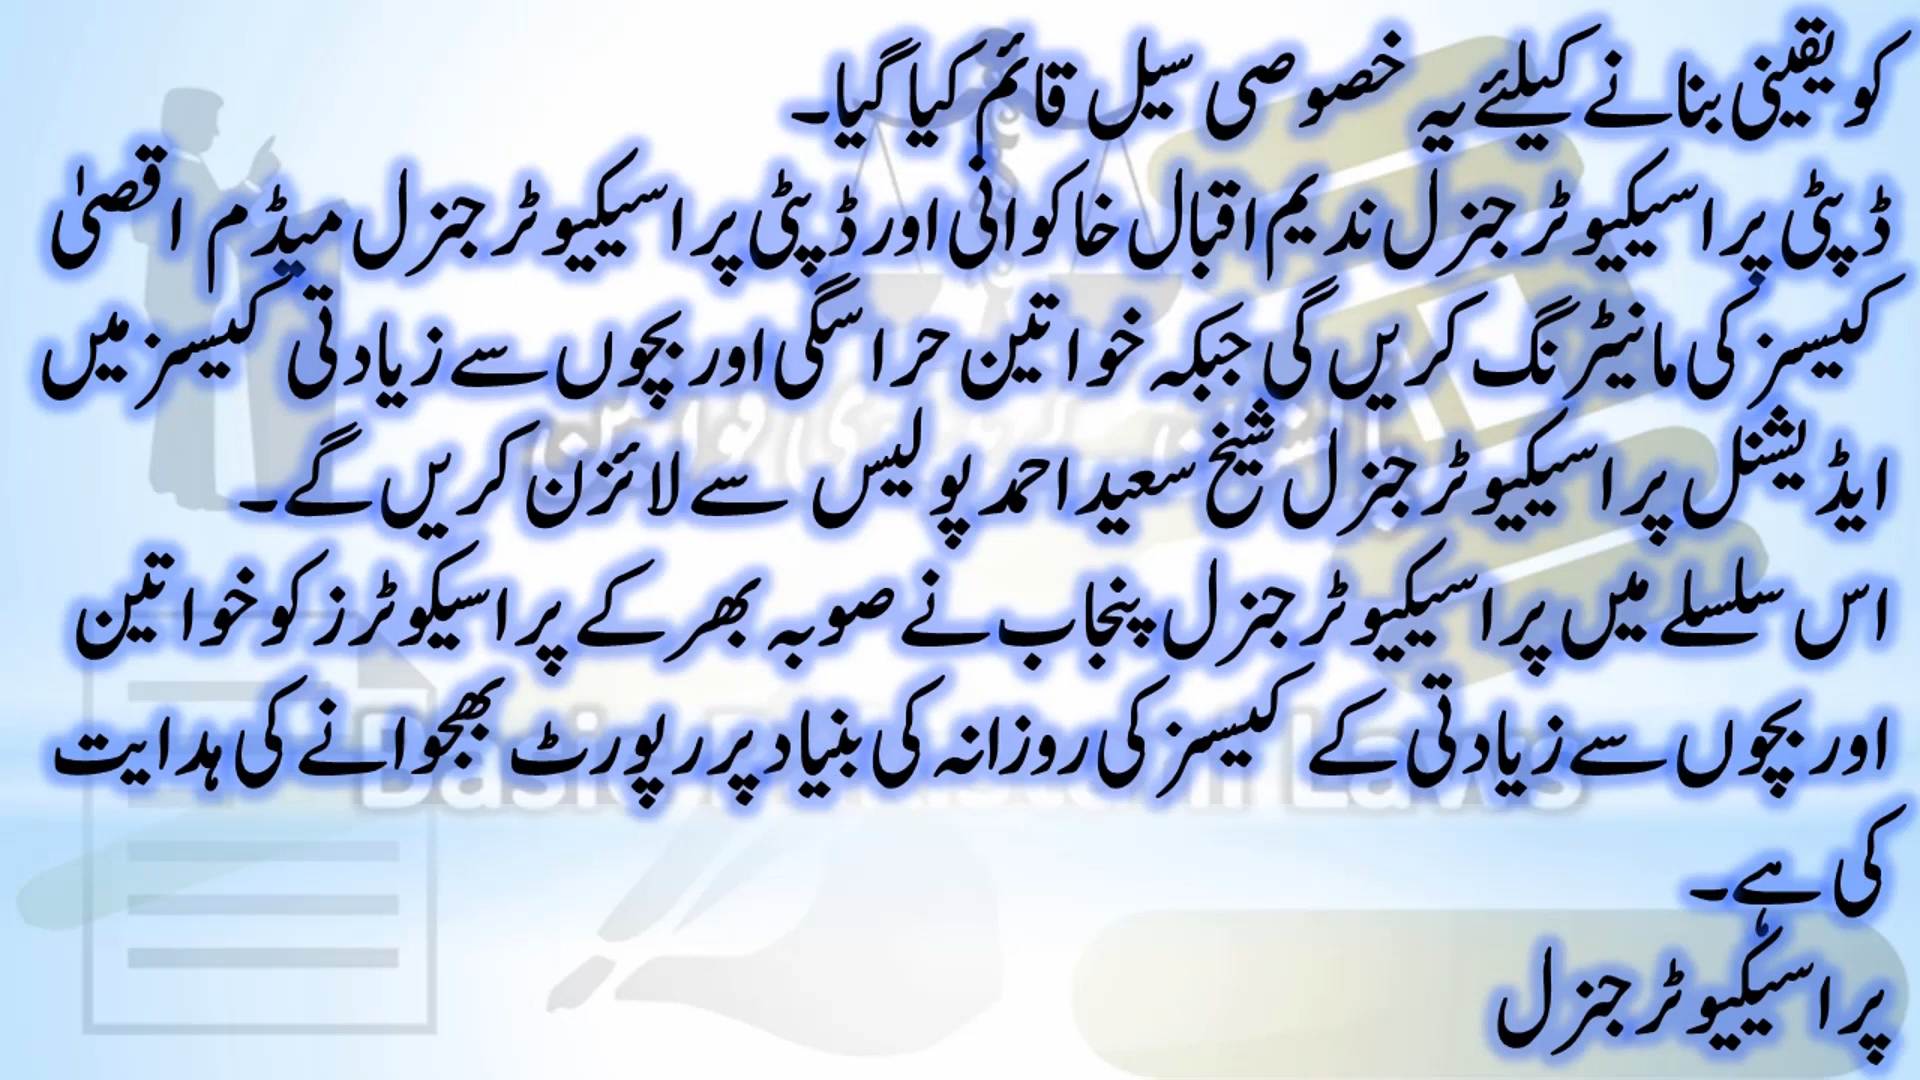 کو یقینی بنانے کیلئے یہ خصوصی سیل قائم کیا گیا۔
ڈپٹی پراسیکیوٹر جنرل ندیم اقبال خاکوانی اور ڈپٹی پراسیکیوٹر جنرل میڈم اقصیٰ
کیسز کی مانیٹرنگ کریں گی جبکہ خواتین حراسگی اور بچوں سے زیادتی کیسز میں
ایڈیشنل پراسیکیوٹر جنرل شیخ سعید احمد پولیس سے لائزن کریں گے۔
اس سلسلے میں پراسیکیوٹر جنرل پنجاب نے صوبہ بھر کے پراسیکوٹرز کو خواتین
اور بچوں سے زیادتی کے کیسز کی روزانہ کی بنیاد پر رپورٹ بھجوانے کی ہدایت
کی ہے۔
پراسیکیوٹر جنرل
Laws